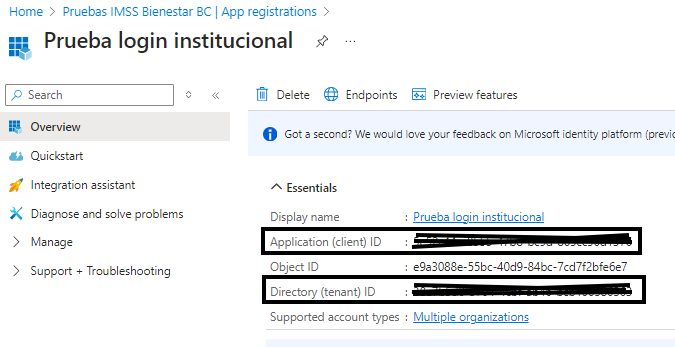 Home > Pruebas IMSS Bienestar BC | App registrations >
Prueba login institucional
Search
Delete
Endpoints
Preview features
Overview
Quickstart
Integration assistant
Diagnose and solve problems
Manage
Support + Troubleshooting
Got a second? We would love your feedback on Microsoft identity platform (previo
Essentials
Display name : Prueba login institucional
Application (client) ID :
Object ID : e9a3088e-55bc-40d9-84bc-7cd7f2bfe6e7
Directory (tenant) ID :
Supported account types : Multiple organizations